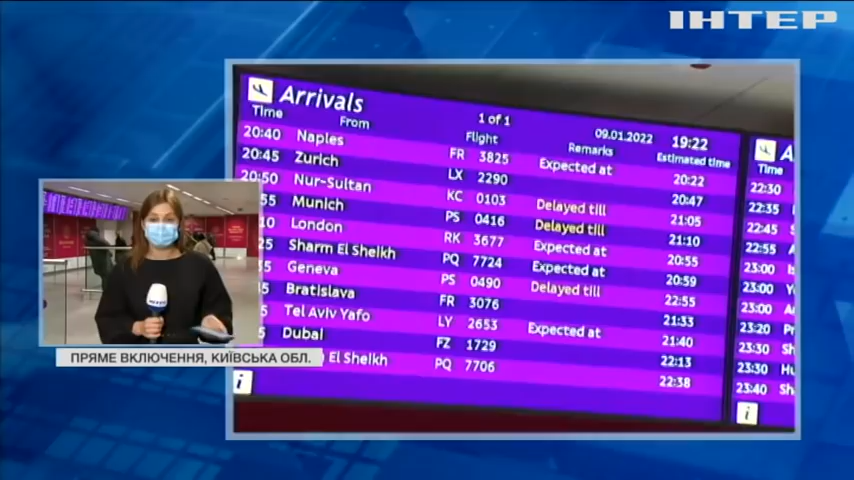 ІНТЕР
Arrivals
1 of 1
09.01.2022 19:22
Time From Flight Remarks Estimated time
20:40 Naples FR 3825 Expected at 20:22
20:45 Zurich LX 2290 20:47
20:50 Nur-Sultan KC 0103 Delayed till 21:05
55 Munich PS 0416 Delayed till 21:10
10 London RK 3677 Expected at 20:55
25 Sharm El Sheikh PQ 7724 Expected at 20:59
Geneva PS 0490 Delayed till 22:55
Bratislava FR 3076 21:33
Tel Aviv Yafo LY 2653 Expected at 21:40
Dubai FZ 1729 22:13
El Sheikh PQ 7706 22:38
i
A
Time
22:30
22:35
22:45
22:55
23:00
23:00
23:00
23:20
23:30
23:30
23:40
i
ІНТЕР
ПРЯМЕ ВКЛЮЧЕННЯ, КИЇВСЬКА ОБЛ.